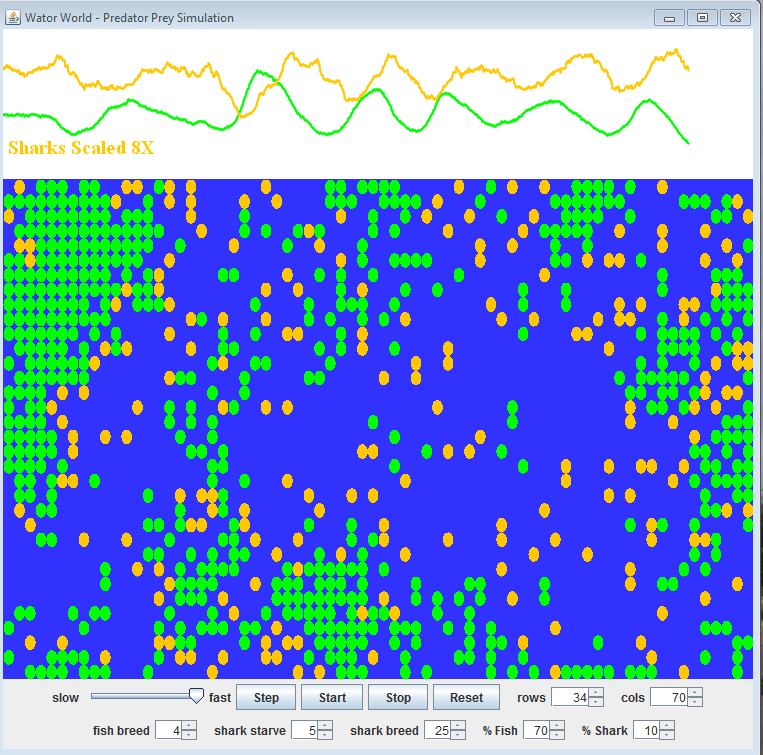 Wator World - Predator Prey Simulation
Sharks Scaled 8X
slow fast Step Start Stop Reset rows 34 cols 70
fish breed 4 shark starve 5 shark breed 25 % Fish 70 % Shark 10